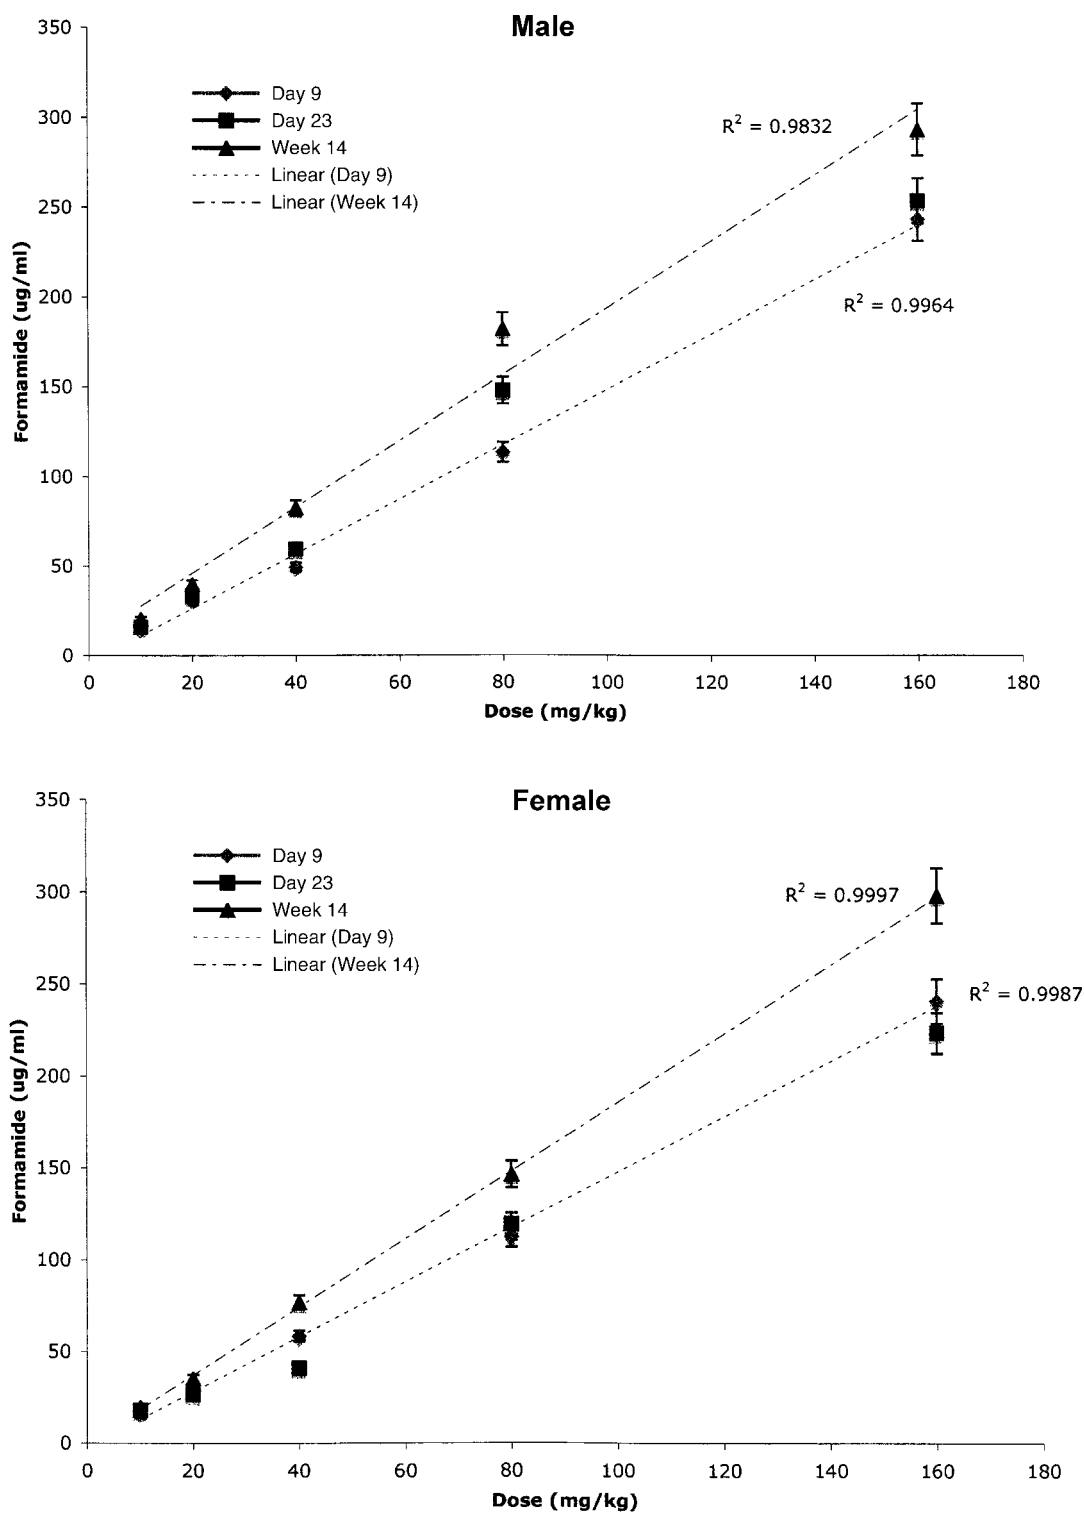 Male
350
300
250
200
150
100
50
0
Formamide (ug/ml)
Day 9
Day 23
Week 14
Linear (Day 9)
Linear (Week 14)
R² = 0.9832
R² = 0.9964
0 20 40 60 80 100 120 140 160 180
Dose (mg/kg)
Female
350
300
250
200
150
100
50
0
Formamide (ug/ml)
Day 9
Day 23
Week 14
Linear (Day 9)
Linear (Week 14)
R² = 0.9997
R² = 0.9987
0 20 40 60 80 100 120 140 160 180
Dose (mg/kg)